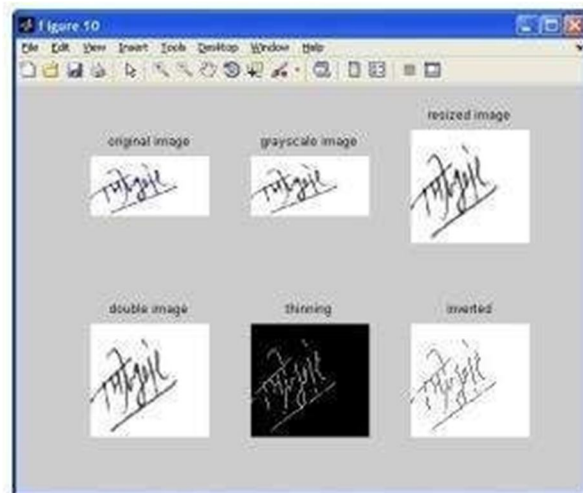 Figure 10
File Edit View Insert Tools Desktop Window Help
original image
grayscale image
resized image
double image
thinning
inverted